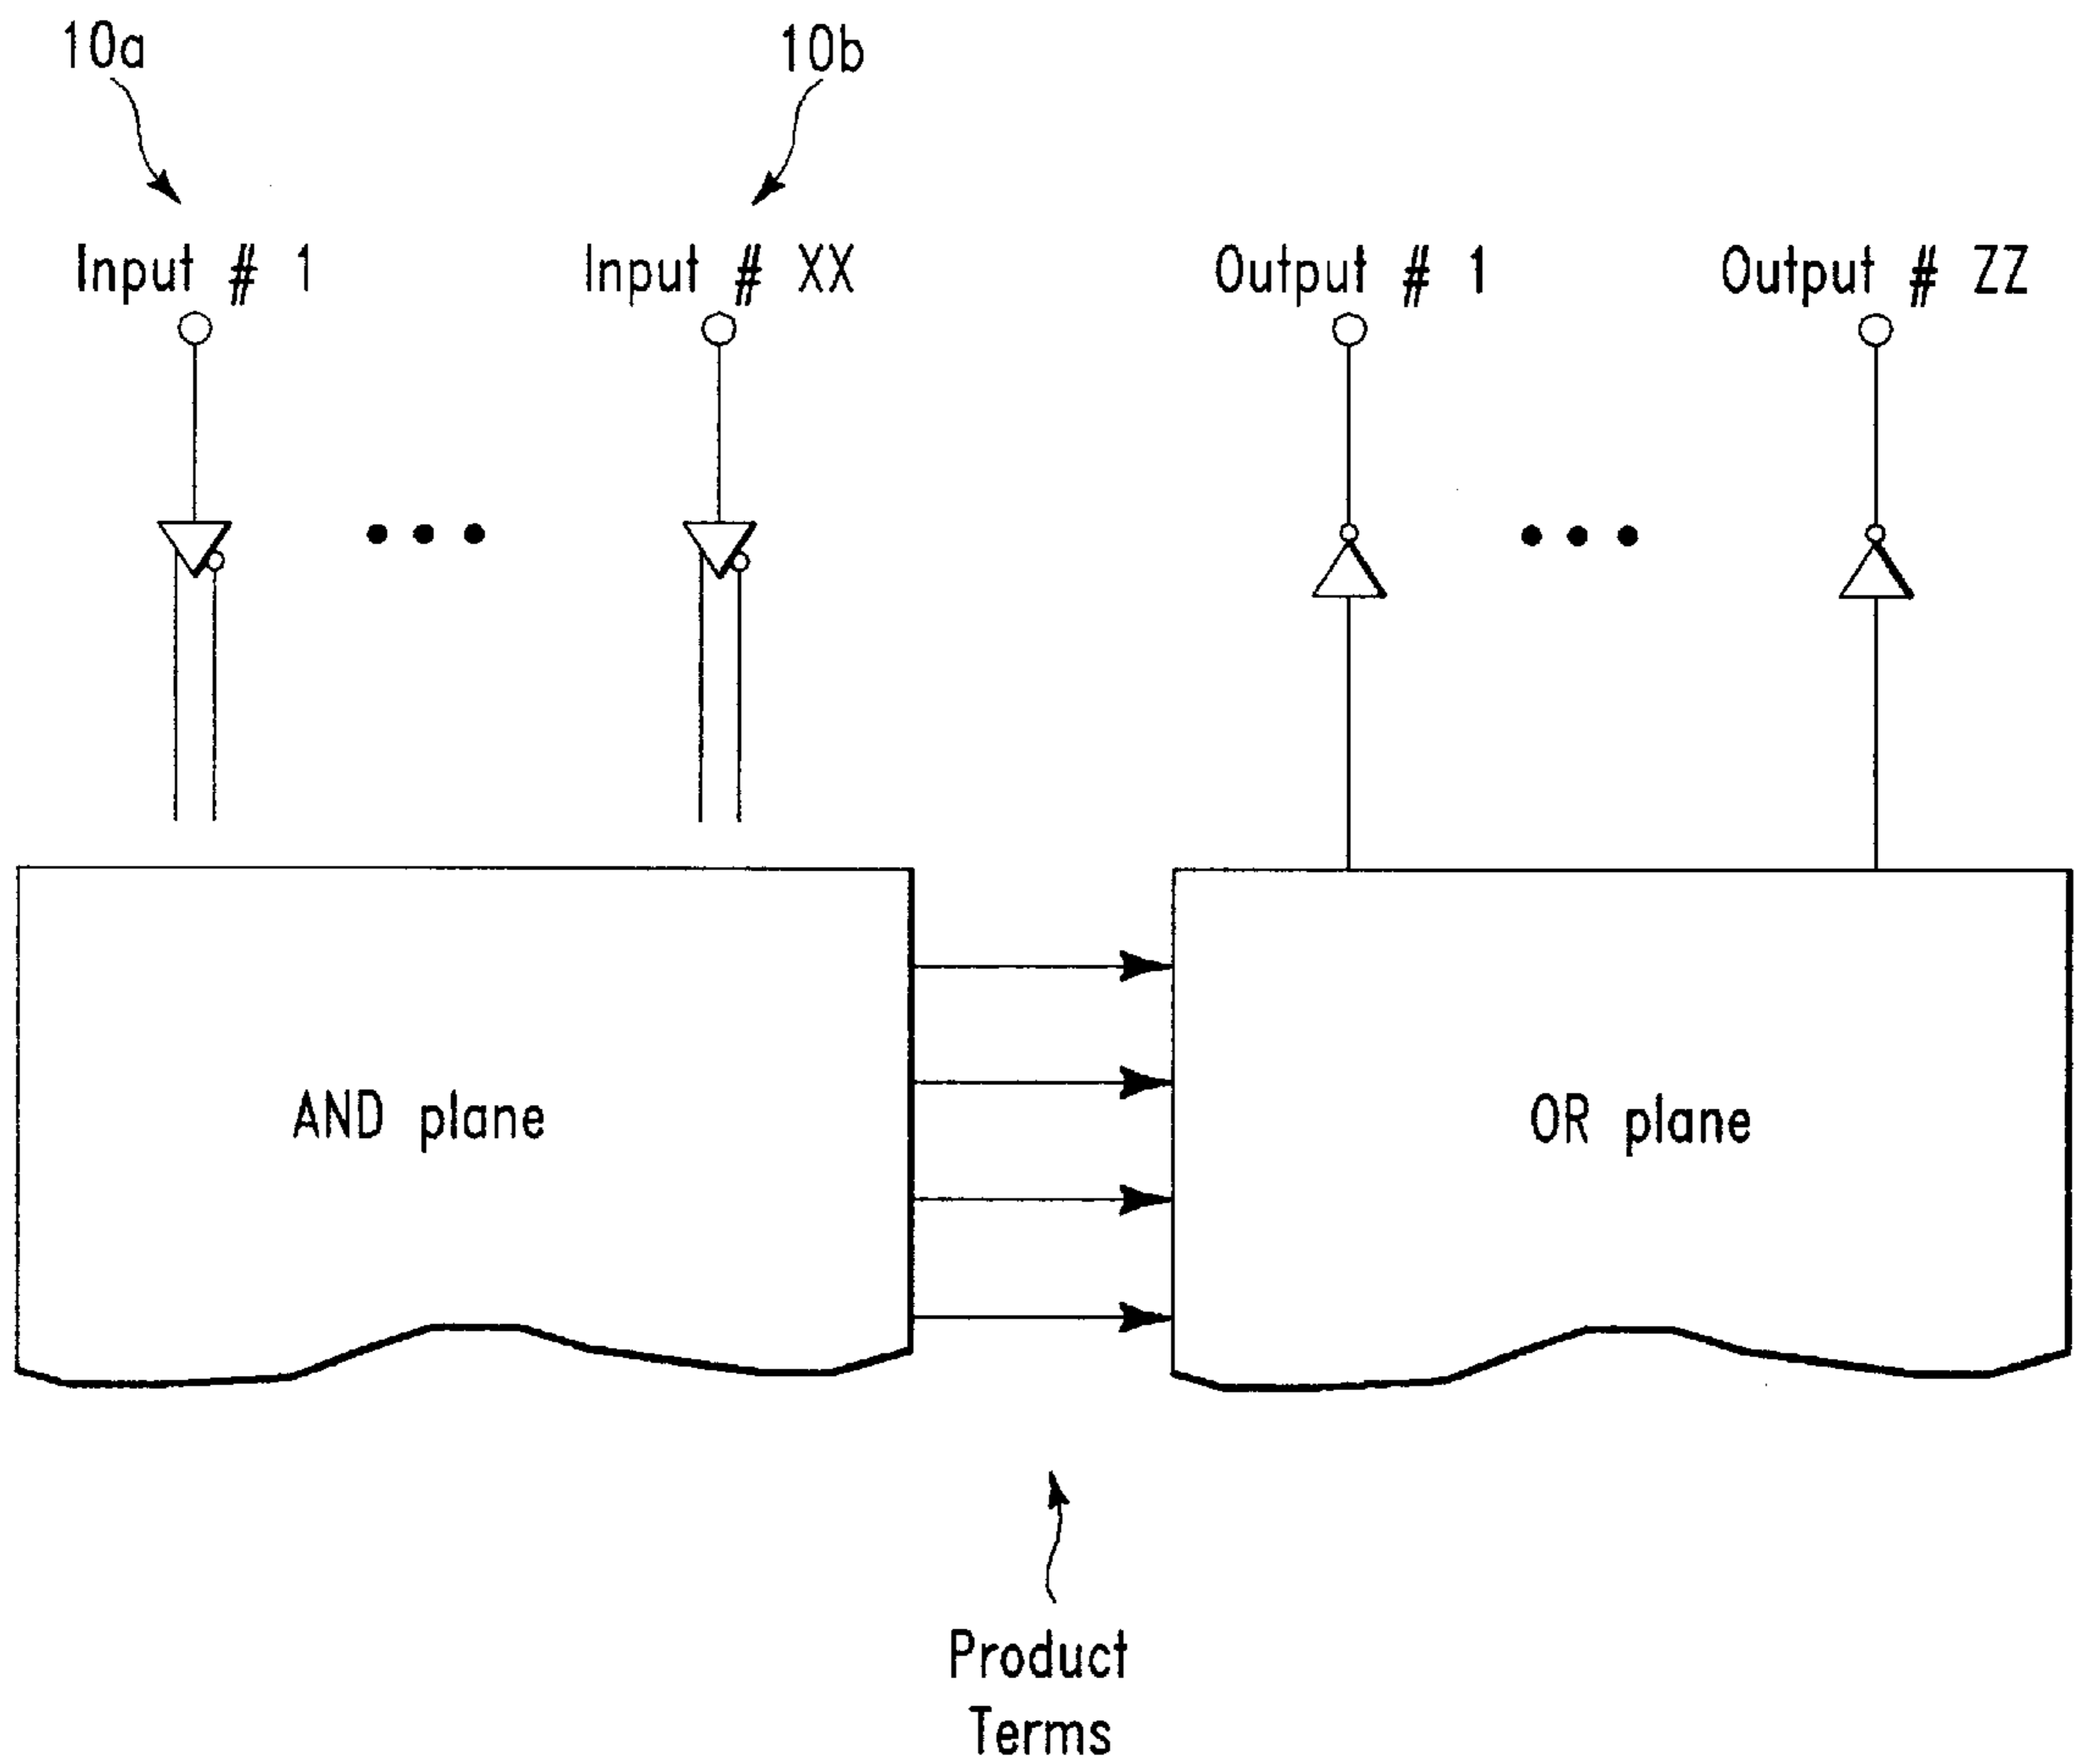 10a
10b
Input # 1
Input # XX
Output # 1
Output # ZZ
AND plane
OR plane
Product
Terms